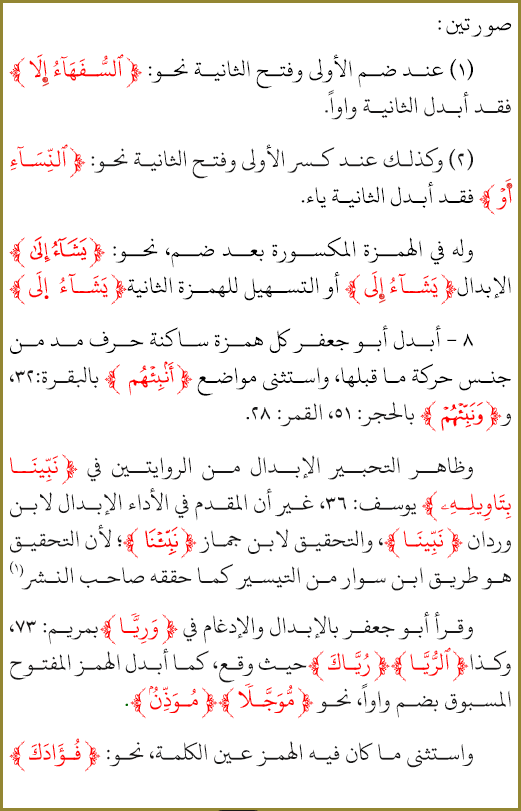 صورتين:
(١) عند ضم الأولى وفتح الثانية نحو: ﴿ٱلسُّفَهَآءُ إِلَا﴾
فقد أبدل الثانية واواً.
(٢) وكذلك عند كسر الأولى وفتح الثانية نحو: ﴿ٱلنِّسَآءِ
أَوۡ﴾ فقد أبدل الثانية ياء.
وله في الهمزة المكسورة بعد ضم، نحو: ﴿يَشَآءُ إِلَىٰ﴾
الإبدال﴿يَشَآءُ إِلَى﴾ أو التسهيل للهمزة الثانية﴿يَشَآءُ إلَى﴾
٨ - أبدل أبو جعفر كل همزة ساكنة حرف مد من
جنس حركة ما قبلها، واستثنى مواضع ﴿أَنۢبِئۡهُم﴾ بالبقرة:٣٢،
و﴿وَنَبِّئۡهُمۡ﴾ بالحجر: ٥١، القمر: ٢٨.
وظاهر التحبير الإبدال من الروايتين في ﴿نَبِّينَا
بِتَاوِيلِهِۦ﴾ يوسف: ٣٦، غير أن المقدم في الأداء الإبدال لابن
وردان ﴿نَبِّينَا﴾، والتحقيق لابن جماز ﴿نَبِّئۡنَا﴾؛ لأن التحقيق
هو طريق ابن سوار من التيسير كما حققه صاحب النشر(١)
وقرأ أبو جعفر بالإبدال والإدغام في ﴿وَرِيّٗا﴾بمريم: ٧٣،
وكذا﴿ٱلرُّيَّا﴾﴿رُيَّاكَ﴾حيث وقع، كما أبدل الهمز المفتوح
المسبوق بضم واواً، نحو ﴿مُّوَجَّلٗا﴾﴿مُوَذِّنُۢ﴾.
واستثنى ما كان فيه الهمز عين الكلمة، نحو: ﴿فُؤَادَكَ﴾